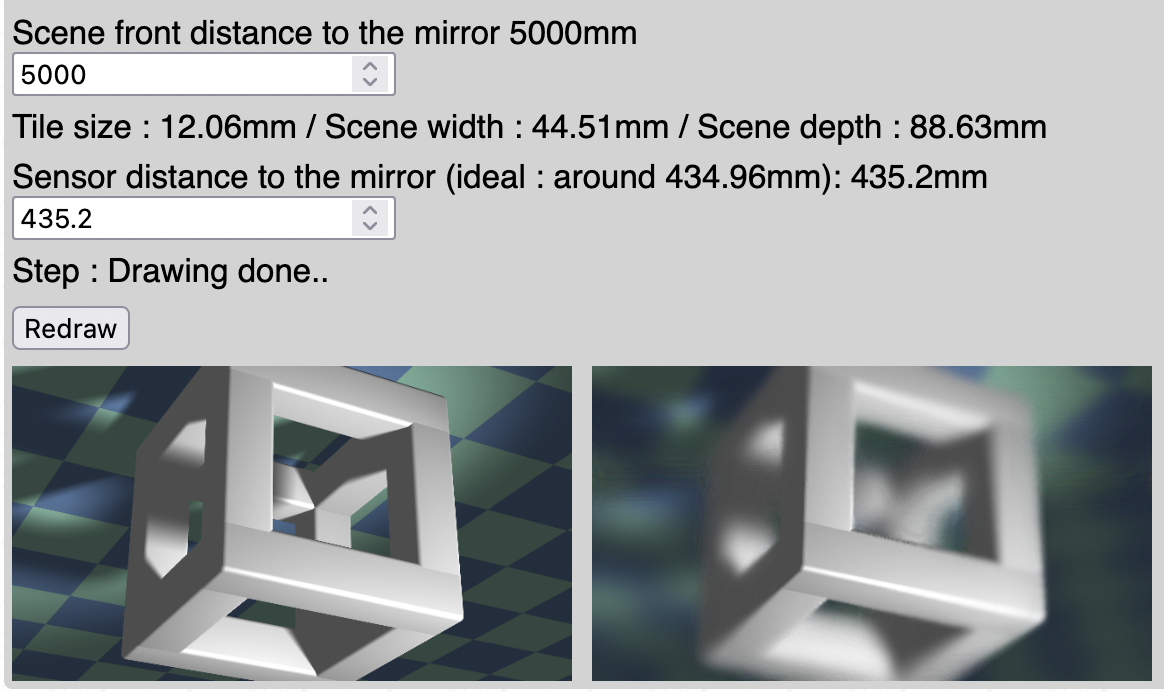 Scene front distance to the mirror 5000mm
5000
Tile size : 12.06mm / Scene width : 44.51mm / Scene depth : 88.63mm
Sensor distance to the mirror (ideal : around 434.96mm): 435.2mm
435.2
Step : Drawing done..
Redraw